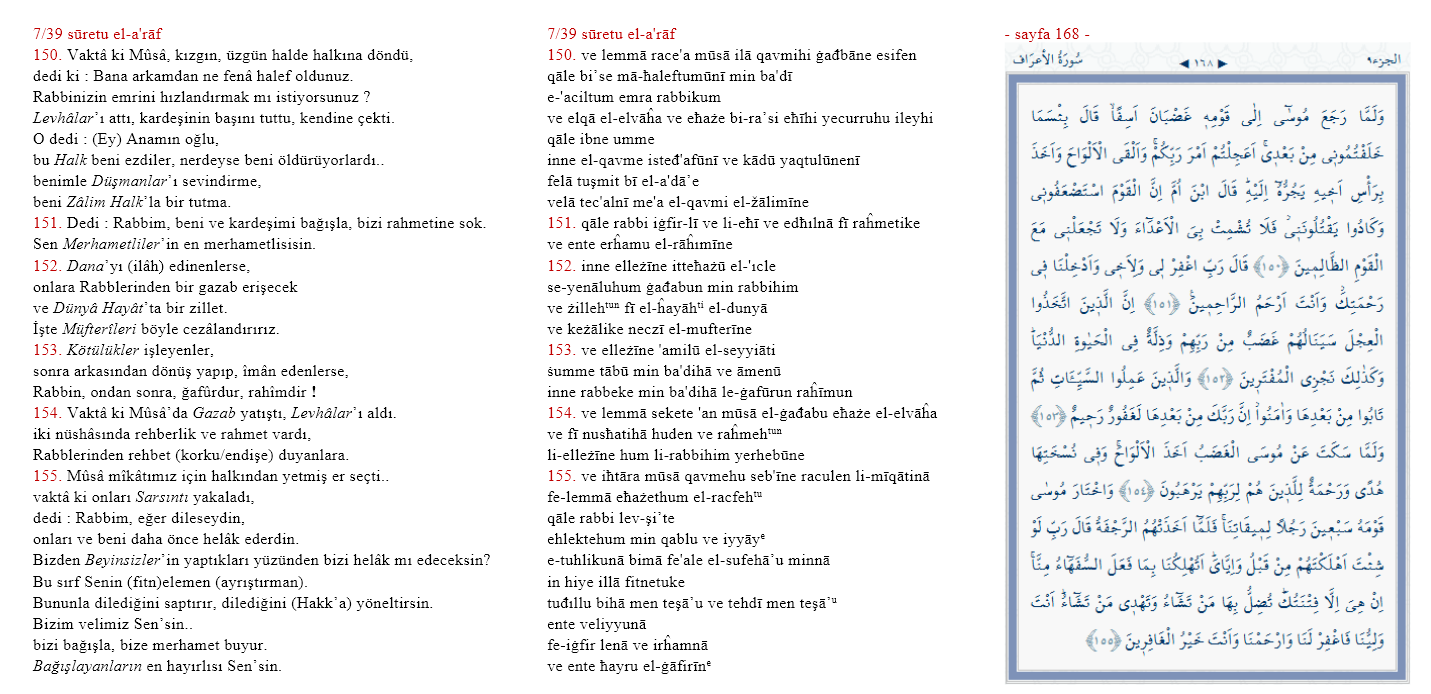 7/39 sūretu el-a'rāf
150. Vaktâ ki Mûsâ, kızgın, üzgün halde halkına döndü,
dedi ki : Bana arkamdan ne fenâ halef oldunuz.
Rabbinizin emrini hızlandırmak mı istiyorsunuz ?
Levhâlar’ı attı, kardeşinin başını tuttu, kendine çekti.
O dedi : (Ey) Anamın oğlu,
bu Halk beni ezdiler, nerdeyse beni öldürüyorlardı..
benimle Düşmanlar’ı sevindirme,
beni Zâlim Halk’la bir tutma.
151. Dedi : Rabbim, beni ve kardeşimi bağışla, bizi rahmetine sok.
Sen Merhametliler’in en merhametlisisin.
152. Dana’yı (ilâh) edinenlerse,
onlara Rabblerinden bir gazab erişecek
ve Dünyâ Hayât’ta bir zillet.
İşte Müfterîleri böyle cezâlandırırız.
153. Kötülükler işleyenler,
sonra arkasından dönüş yapıp, îmân edenlerse,
Rabbin, ondan sonra, ğafûrdur, rahîmdir !
154. Vaktâ ki Mûsâ’da Gazab yatıştı, Levhâlar’ı aldı.
iki nüshâsında rehberlik ve rahmet vardı,
Rabblerinden rehbet (korku/endişe) duyanlara.
155. Mûsâ mîkâtımız için halkından yetmiş er seçti..
vaktâ ki onları Sarsıntı yakaladı,
dedi : Rabbim, eğer dileseydin,
onları ve beni daha önce helâk ederdin.
Bizden Beyinsizler’in yaptıkları yüzünden bizi helâk mı edeceksin?
Bu sırf Senin (fitn)elemen (ayrıştırman).
Bununla dilediğini saptırır, dilediğini (Hakk’a) yöneltirsin.
Bizim velimiz Sen’sin..
bizi bağışla, bize merhamet buyur.
Bağışlayanların en hayırlısı Sen’sin.
7/39 sūretu el-a'rāf
150. ve lemmā race'a mūsā ilā qavmihi ġađbāne esifen
qāle bi’se mā-ħaleftumūnī min ba'dī
e-'aciltum emra rabbikum
ve elqā el-elvāĥa ve eħaże bi-ra’si eħīhi yecurruhu ileyhi
qāle ibne umme
inne el-qavme isteđ'afūnī ve kādū yaqtulūnenī
felā tuşmit bī el-a'dā’e
velā tec'alnī me'a el-qavmi el-žālimīne
151. qāle rabbi iġfir-lī ve li-eħī ve edħilnā fī raĥmetike
ve ente erĥamu el-rāĥımīne
152. inne elleżīne itteħażū el-'ıcle
se-yenāluhum ġađabun min rabbihim
ve żillehᵗᵘⁿ fī el-ĥayāhᵗⁱ el-dunyā
ve keżālike neczī el-mufterīne
153. ve elleżīne 'amilū el-seyyiāti
ŝumme tābū min ba'dihā ve āmenū
inne rabbeke min ba'dihā le-ġafūrun raĥīmun
154. ve lemmā sekete 'an mūsā el-ġađabu eħaże el-elvāĥa
ve fī nusħatihā huden ve raĥmehᵗᵘⁿ
li-elleżīne hum li-rabbihim yerhebūne
155. ve iħtāra mūsā qavmehu seb'īne raculen li-mīqātinā
fe-lemmā eħażethum el-racfehᵗᵘ
qāle rabbi lev-şi’te
ehlektehum min qablu ve iyyāyᵉ
e-tuhlikunā bimā fe'ale el-sufehā’u minnā
in hiye illā fitnetuke
tuđıllu bihā men teşā’u ve tehdī men teşā’ᵘ
ente veliyyunā
fe-iġfir lenā ve irĥamnā
ve ente ħayru el-ġāfirīnᵉ
- sayfa 168 -
الجزء٩ ◀ ١٦٨ ▶ سُورَةُ الْأَعْرَافِ
وَلَمَّا رَجَعَ مُوسٰٓى اِلٰى قَوْمِه۪ غَضْبَانَ اَسِفًاۙ قَالَ بِئْسَمَا
خَلَفْتُمُون۪ي مِنْ بَعْد۪يۚ اَعَجِلْتُمْ اَمْرَ رَبِّكُمْۚ وَاَلْقَى الْاَلْوَاحَ وَاَخَذَ
بِرَأْسِ اَخ۪يهِ يَجُرُّهُٓ اِلَيْهِۜ قَالَ ابْنَ اُمَّ اِنَّ الْقَوْمَ اسْتَضْعَفُون۪ي
وَكَادُوا يَقْتُلُونَن۪يۘ فَلَا تُشْمِتْ بِيَ الْاَعْدَٓاءَ وَلَا تَجْعَلْن۪ي مَعَ
الْقَوْمِ الظَّالِم۪ينَ ﴿١٥٠﴾ قَالَ رَبِّ اغْفِرْ ل۪ي وَلِاَخ۪ي وَاَدْخِلْنَا ف۪ي
رَحْمَتِكَۘ وَاَنْتَ اَرْحَمُ الرَّاحِم۪ينَ۟ ﴿١٥١﴾ اِنَّ الَّذ۪ينَ اتَّخَذُوا
الْعِجْلَ سَيَنَالُهُمْ غَضَبٌ مِنْ رَبِّهِمْ وَذِلَّةٌ فِي الْحَيٰوةِ الدُّنْيَاۜ
وَكَذٰلِكَ نَجْزِي الْمُفْتَر۪ينَ ﴿١٥٢﴾ وَالَّذ۪ينَ عَمِلُوا السَّيِّـَٔاتِ ثُمَّ
تَابُوا مِنْ بَعْدِهَا وَاٰمَنُواۘ اِنَّ رَبَّكَ مِنْ بَعْدِهَا لَغَفُورٌ رَح۪يمٌ ﴿١٥٣﴾
وَلَمَّا سَكَتَ عَنْ مُوسَى الْغَضَبُ اَخَذَ الْاَلْوَاحَۚ وَف۪ي نُسْخَتِهَا
هُدًى وَرَحْمَةٌ لِلَّذ۪ينَ هُمْ لِرَبِّهِمْ يَرْهَبُونَ ﴿١٥٤﴾ وَاخْتَارَ مُوسٰى
قَوْمَهُ سَبْع۪ينَ رَجُلًا لِم۪يقَاتِنَاۚ فَلَمَّٓا اَخَذَتْهُمُ الرَّجْفَةُ قَالَ رَبِّ لَوْ
شِئْتَ اَهْلَكْتَهُمْ مِنْ قَبْلُ وَاِيَّايَۜ اَتُهْلِكُنَا بِمَا فَعَلَ السُّفَهَٓاءُ مِنَّاۚ
اِنْ هِيَ اِلَّا فِتْنَتُكَۜ تُضِلُّ بِهَا مَنْ تَشَٓاءُ وَتَهْد۪ي مَنْ تَشَٓاءُۜ اَنْتَ
وَلِيُّنَا فَاغْفِرْ لَنَا وَارْحَمْنَا وَاَنْتَ خَيْرُ الْغَافِر۪ينَ ﴿١٥٥﴾